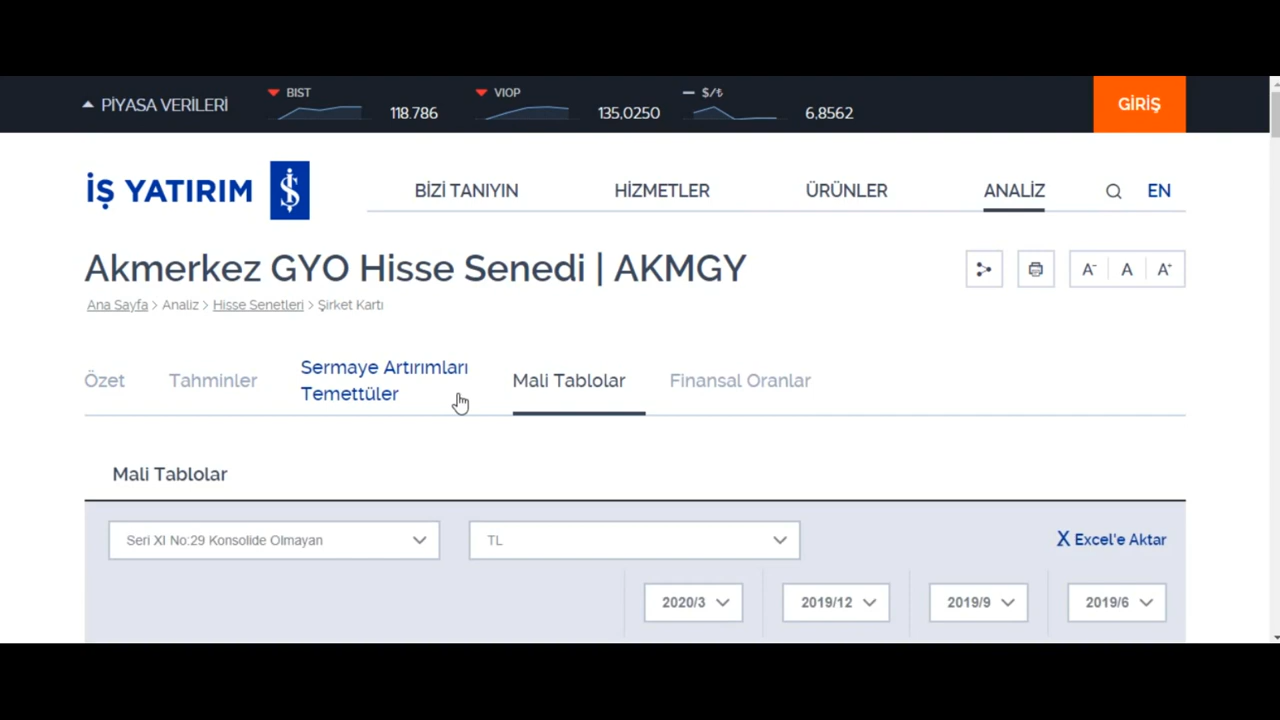 PİYASA VERİLERİ
BIST
118.786
VIOP
135,0250
$/₺
6,8562
GİRİŞ
İŞ YATIRIM
BİZİ TANIYIN
HİZMETLER
ÜRÜNLER
ANALİZ
EN
Akmerkez GYO Hisse Senedi | AKMGY
A- A A+
Ana Sayfa > Analiz > Hisse Senetleri > Şirket Kartı
Özet
Tahminler
Sermaye Artırımları
Temettüler
Mali Tablolar
Finansal Oranlar
Mali Tablolar
Seri XI No:29 Konsolide Olmayan
TL
X Excel'e Aktar
2020/3
2019/12
2019/9
2019/6